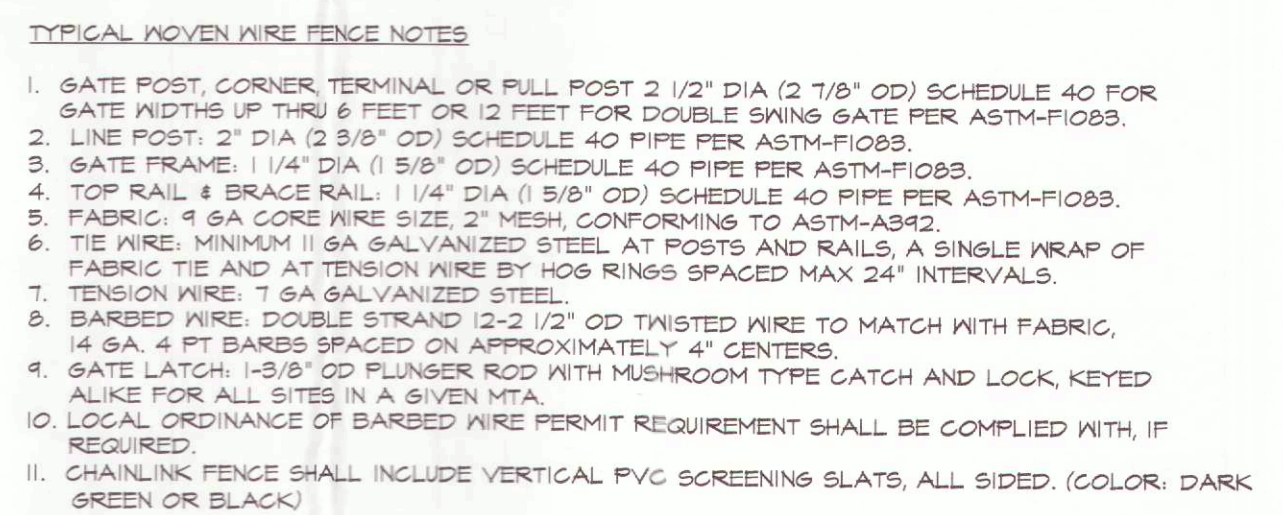 TYPICAL WOVEN WIRE FENCE NOTES
1. GATE POST, CORNER, TERMINAL OR PULL POST 2 1/2" DIA (2 7/8" OD) SCHEDULE 40 FOR
GATE WIDTHS UP THRU 6 FEET OR 12 FEET FOR DOUBLE SWING GATE PER ASTM-F1083.
2. LINE POST: 2" DIA (2 3/8" OD) SCHEDULE 40 PIPE PER ASTM-F1083.
3. GATE FRAME: 1 1/4" DIA (1 5/8" OD) SCHEDULE 40 PIPE PER ASTM-F1083.
4. TOP RAIL & BRACE RAIL: 1 1/4" DIA (1 5/8" OD) SCHEDULE 40 PIPE PER ASTM-F1083.
5. FABRIC: 9 GA CORE WIRE SIZE, 2" MESH, CONFORMING TO ASTM-A392.
6. TIE WIRE: MINIMUM 11 GA GALVANIZED STEEL AT POSTS AND RAILS, A SINGLE WRAP OF
FABRIC TIE AND AT TENSION WIRE BY HOG RINGS SPACED MAX 24" INTERVALS.
7. TENSION WIRE: 7 GA GALVANIZED STEEL.
8. BARBED WIRE: DOUBLE STRAND 12-2 1/2" OD TWISTED WIRE TO MATCH WITH FABRIC,
14 GA. 4 PT BARBS SPACED ON APPROXIMATELY 4" CENTERS.
9. GATE LATCH: 1-3/8" OD PLUNGER ROD WITH MUSHROOM TYPE CATCH AND LOCK, KEYED
ALIKE FOR ALL SITES IN A GIVEN MTA.
10. LOCAL ORDINANCE OF BARBED WIRE PERMIT REQUIREMENT SHALL BE COMPLIED WITH, IF
REQUIRED.
11. CHAINLINK FENCE SHALL INCLUDE VERTICAL PVC SCREENING SLATS, ALL SIDED. (COLOR: DARK
GREEN OR BLACK)